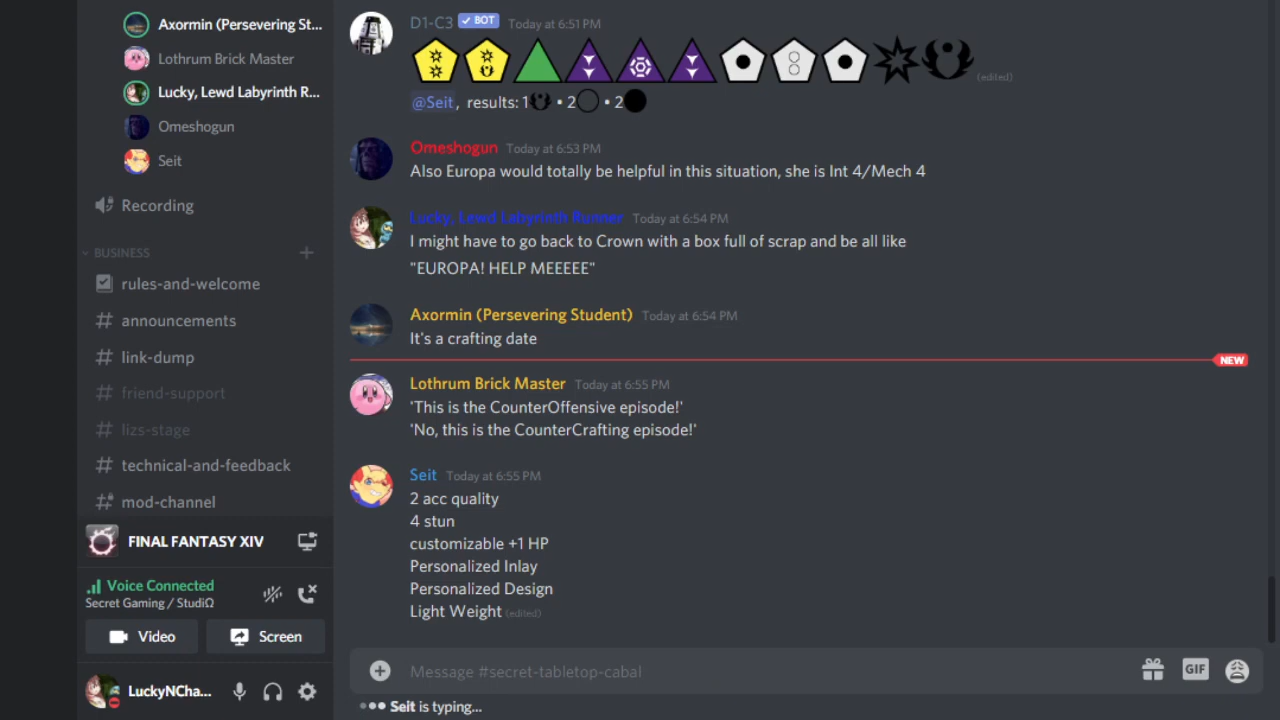 Axormin (Persevering St...
Lothrum Brick Master
Lucky, Lewd Labyrinth R...
Omeshogun
Seit
Recording
BUSINESS
rules-and-welcome
announcements
link-dump
friend-support
lizs-stage
technical-and-feedback
mod-channel
FINAL FANTASY XIV
Voice Connected
Secret Gaming / StudiΩ
Video
Screen
LuckyNCha...
D1-C3 BOT Today at 6:51 PM
(edited)
@Seit, results: 1 • 2 • 2
Omeshogun Today at 6:53 PM
Also Europa would totally be helpful in this situation, she is Int 4/Mech 4
Lucky, Lewd Labyrinth Runner Today at 6:54 PM
I might have to go back to Crown with a box full of scrap and be all like
"EUROPA! HELP MEEEEE"
Axormin (Persevering Student) Today at 6:54 PM
It's a crafting date
NEW
Lothrum Brick Master Today at 6:55 PM
'This is the CounterOffensive episode!'
'No, this is the CounterCrafting episode!'
Seit Today at 6:55 PM
2 acc quality
4 stun
customizable +1 HP
Personalized Inlay
Personalized Design
Light Weight (edited)
Message #secret-tabletop-cabal
GIF
Seit is typing...